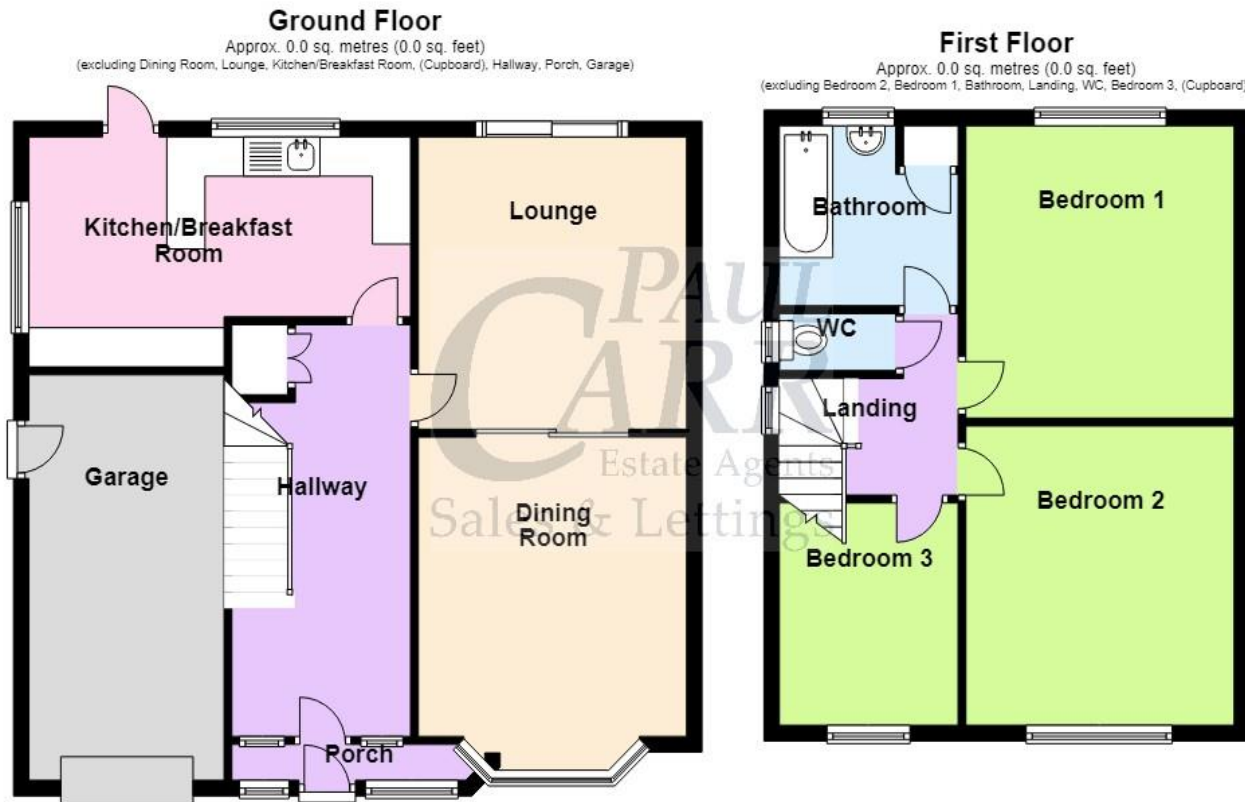 Ground Floor
Approx. 0.0 sq. metres (0.0 sq. feet)
(excluding Dining Room, Lounge, Kitchen/Breakfast Room, (Cupboard), Hallway, Porch, Garage)
Kitchen/Breakfast
Room
Lounge
Garage
Hallway
Dining
Room
Porch
First Floor
Approx. 0.0 sq. metres (0.0 sq. feet)
(excluding Bedroom 2, Bedroom 1, Bathroom, Landing, WC, Bedroom 3, (Cupboard)
Bathroom
Bedroom 1
WC
Landing
Bedroom 2
Bedroom 3
PAUL
CARR
Estate Agents
Sales & Lettings